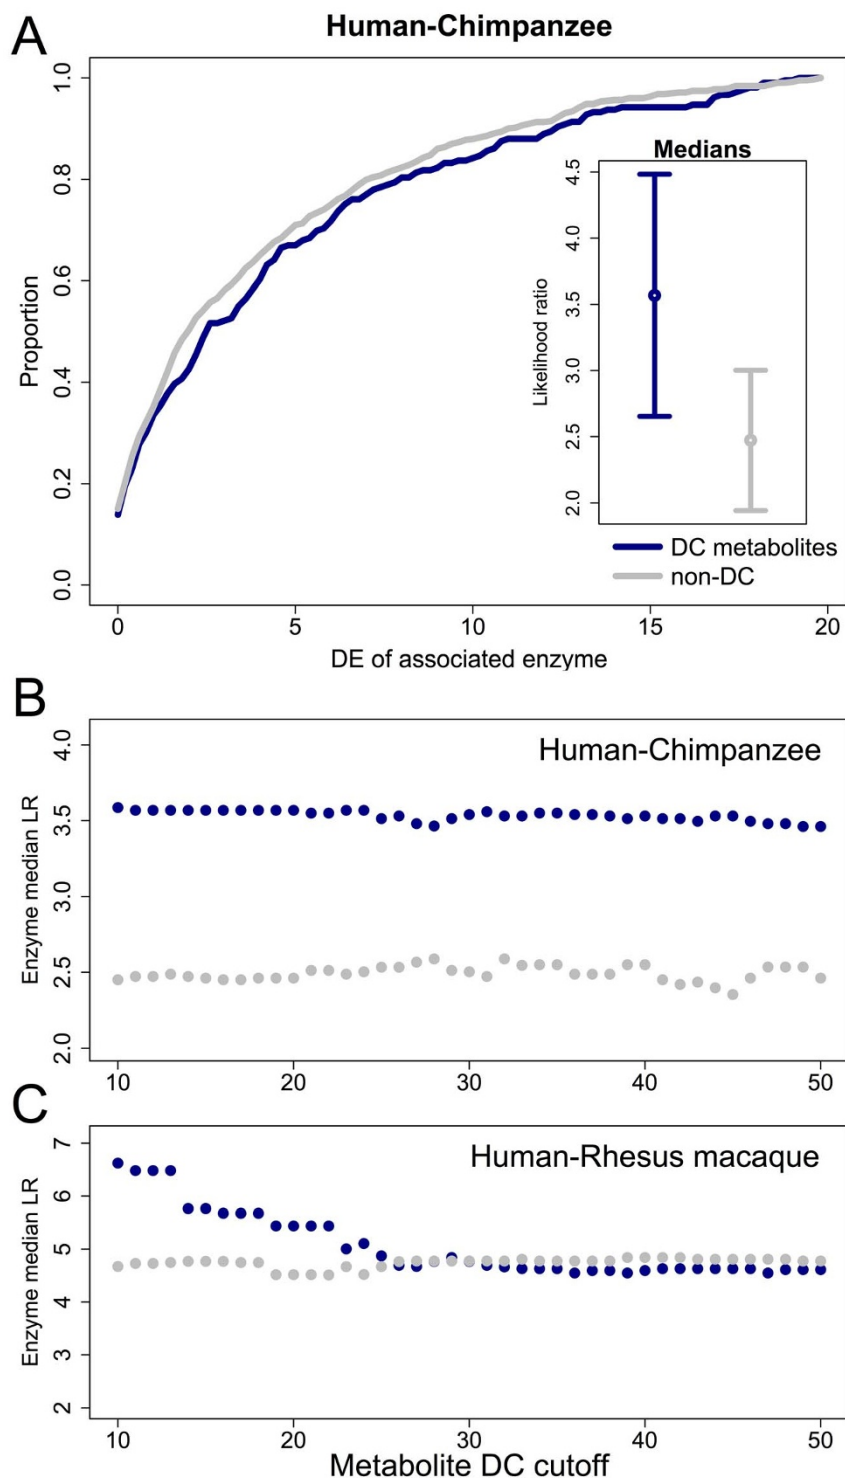 A
Human-Chimpanzee
Proportion
1.0
0.8
0.6
0.4
0.2
0.0
0 5 10 15 20
DE of associated enzyme
Medians
Likelihood ratio
4.5
4.0
3.5
3.0
2.5
2.0
DC metabolites
non-DC
B
Human-Chimpanzee
Enzyme median LR
4.0
3.5
3.0
2.5
2.0
10 20 30 40 50
C
Human-Rhesus macaque
Enzyme median LR
7
6
5
4
3
2
10 20 30 40 50
Metabolite DC cutoff